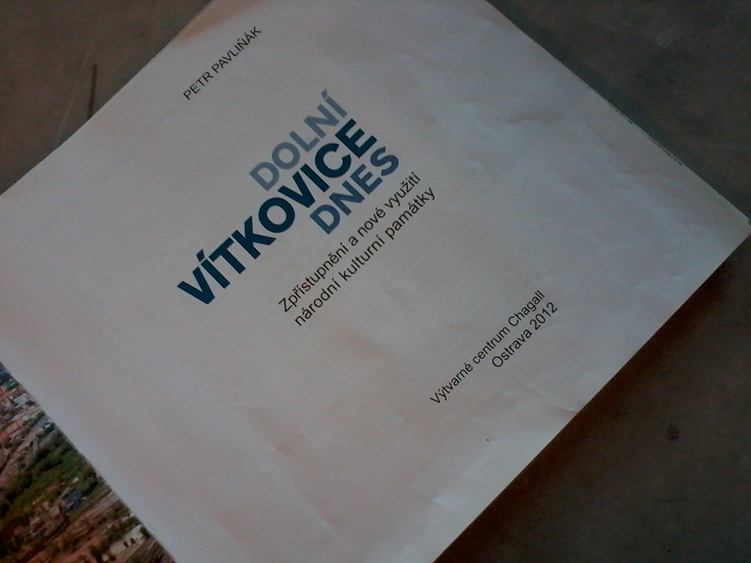 PETR PAVLIŇÁK
DOLNÍ
VÍTKOVICE
DNES
Zpřístupnění a nové využití
národní kulturní památky
Výtvarné centrum Chagall
Ostrava 2012